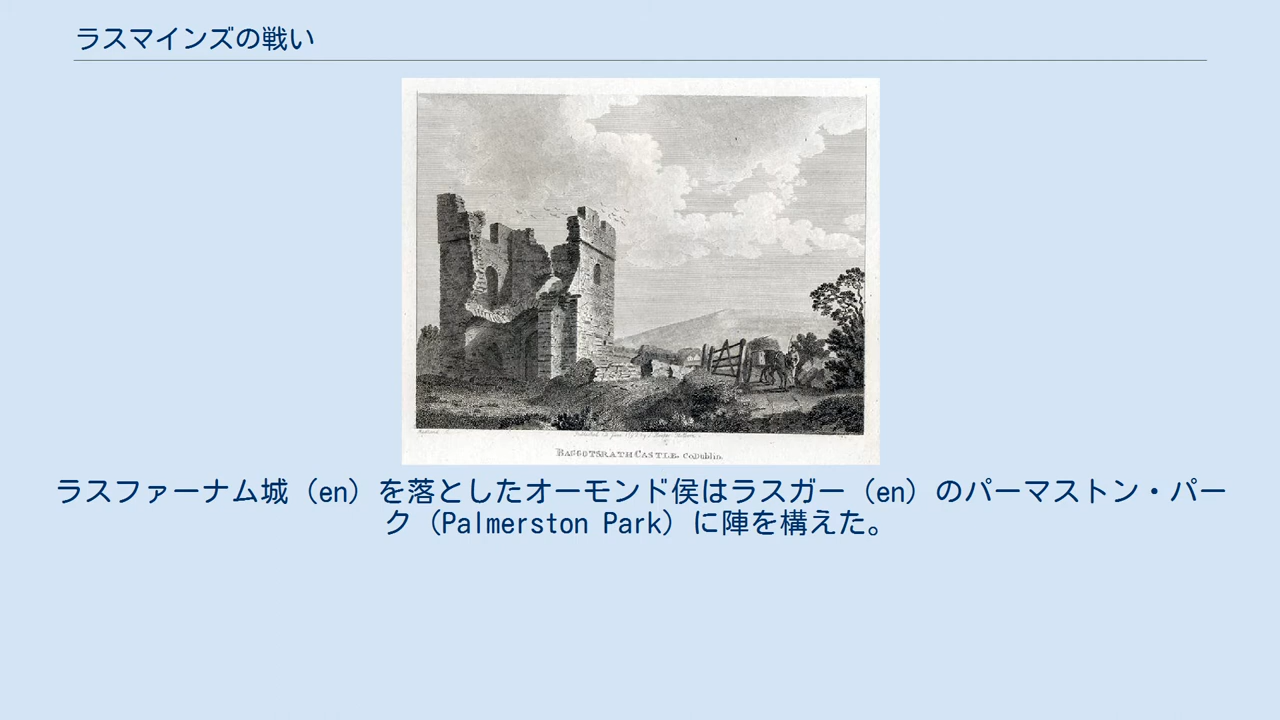 ラスマインズの戦い
BAGGOTSRATH CASTLE. Co.Dublin.
ラスファーナム城（en）を落としたオーモンド侯はラスガー（en）のパーマストン・パー
ク（Palmerston Park）に陣を構えた。